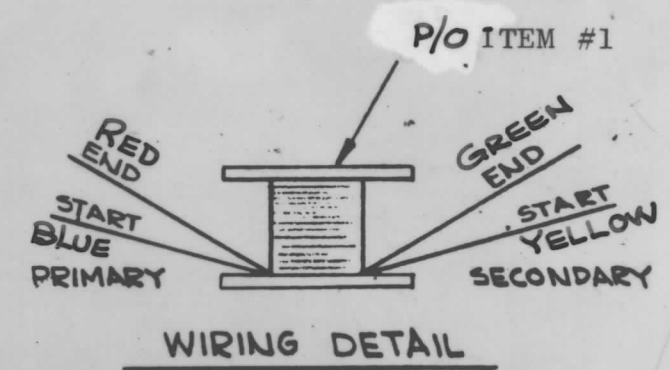 P/O ITEM #1
RED
END
START
BLUE
PRIMARY
GREEN
END
START
YELLOW
SECONDARY
WIRING DETAIL